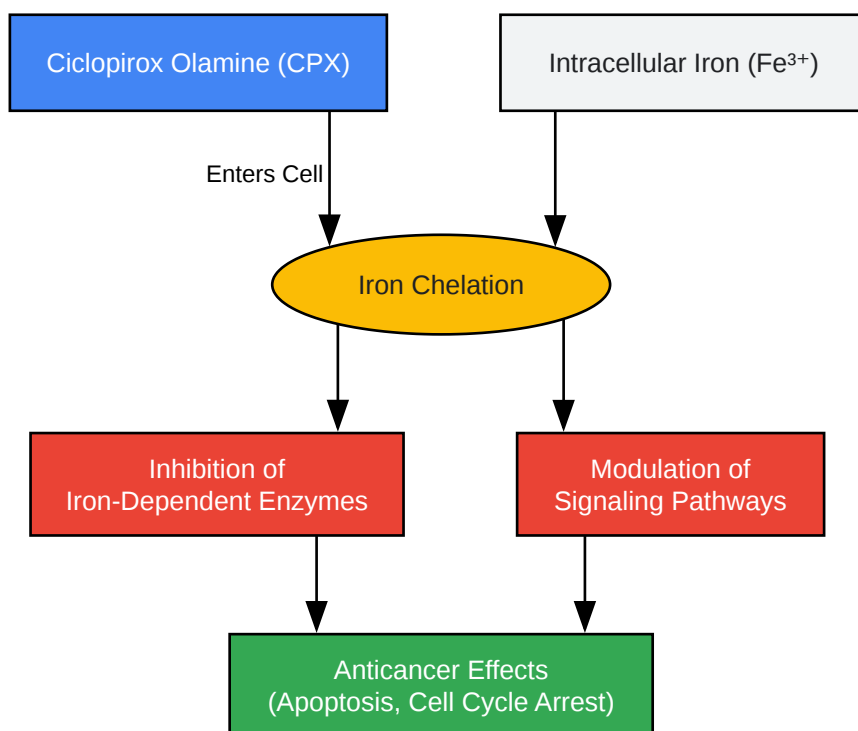 Ciclopirox Olamine (CPX)
Intracellular Iron (Fe³⁺)
Enters Cell
Iron Chelation
Inhibition of
Iron-Dependent Enzymes
Modulation of
Signaling Pathways
Anticancer Effects
(Apoptosis, Cell Cycle Arrest)